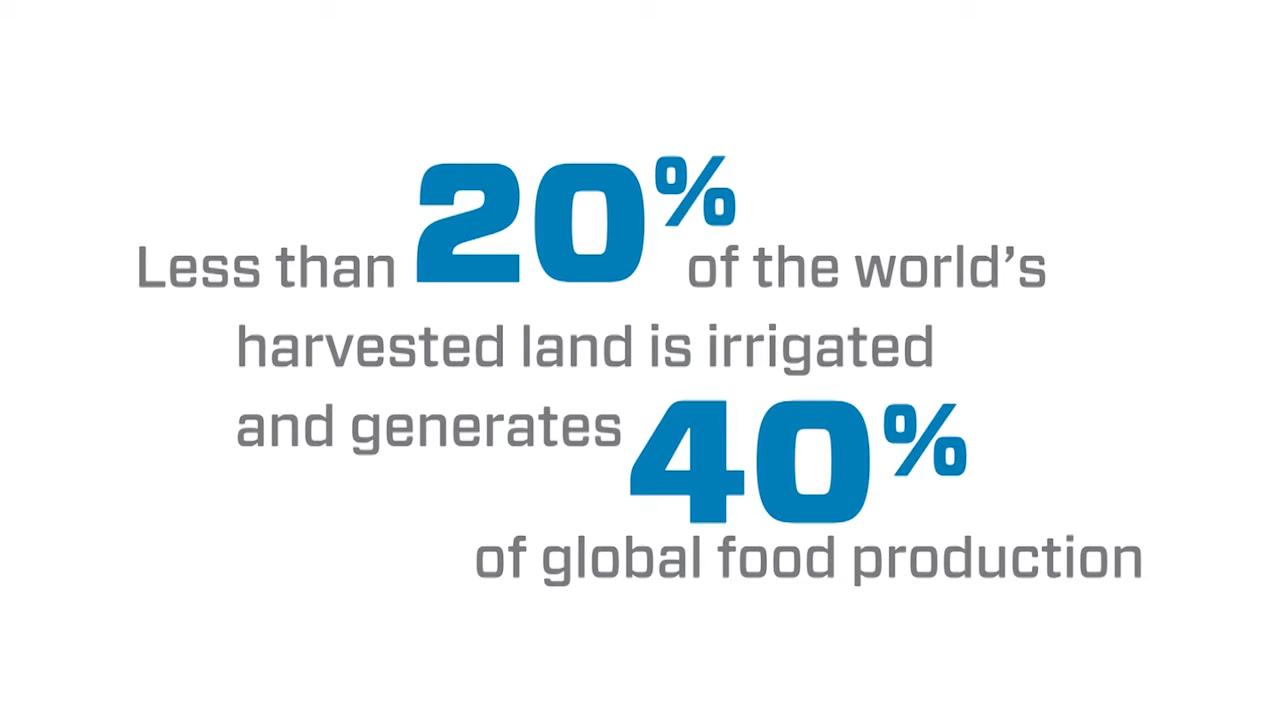 Less than 20% of the world’s
harvested land is irrigated
and generates 40%
of global food production